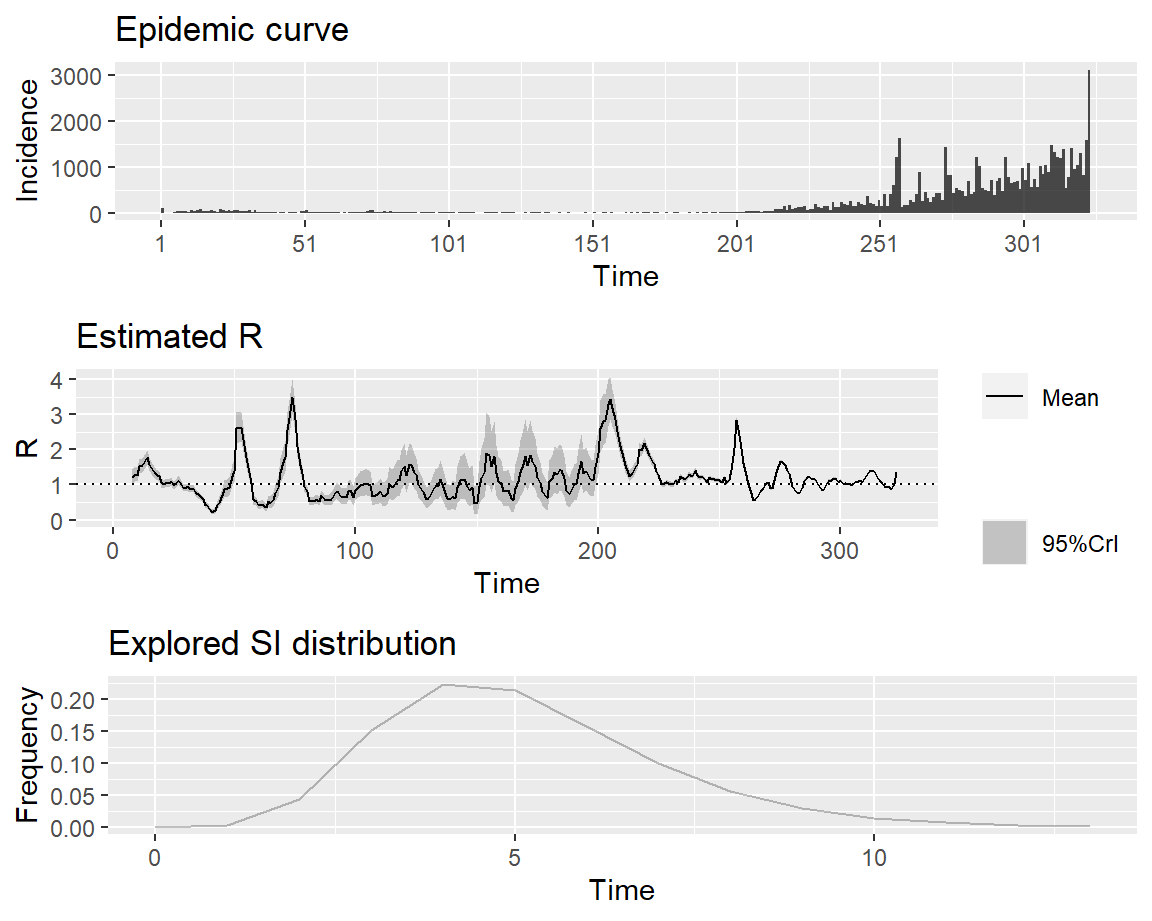 Epidemic curve
3000
2000
1000
0
Incidence
1 51 101 151 201 251 301
Time
Estimated R
4
3
2
1
0
R
0 100 200 300
Time
Mean
95%CrI
Explored SI distribution
0.20
0.15
0.10
0.05
0.00
Frequency
0 5 10
Time